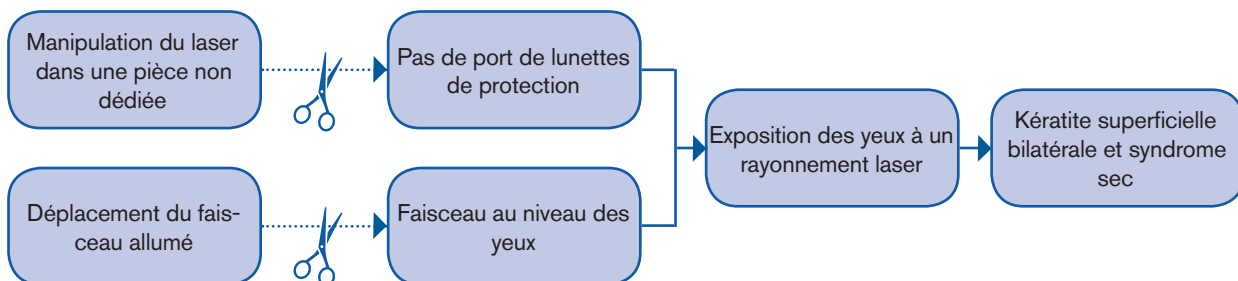 Manipulation du laser
dans une pièce non
dédiée
Pas de port de lunettes
de protection
Déplacement du fais-
ceau allumé
Faisceau au niveau des
yeux
Exposition des yeux à un
rayonnement laser
Kératite superficielle
bilatérale et syndrome
sec